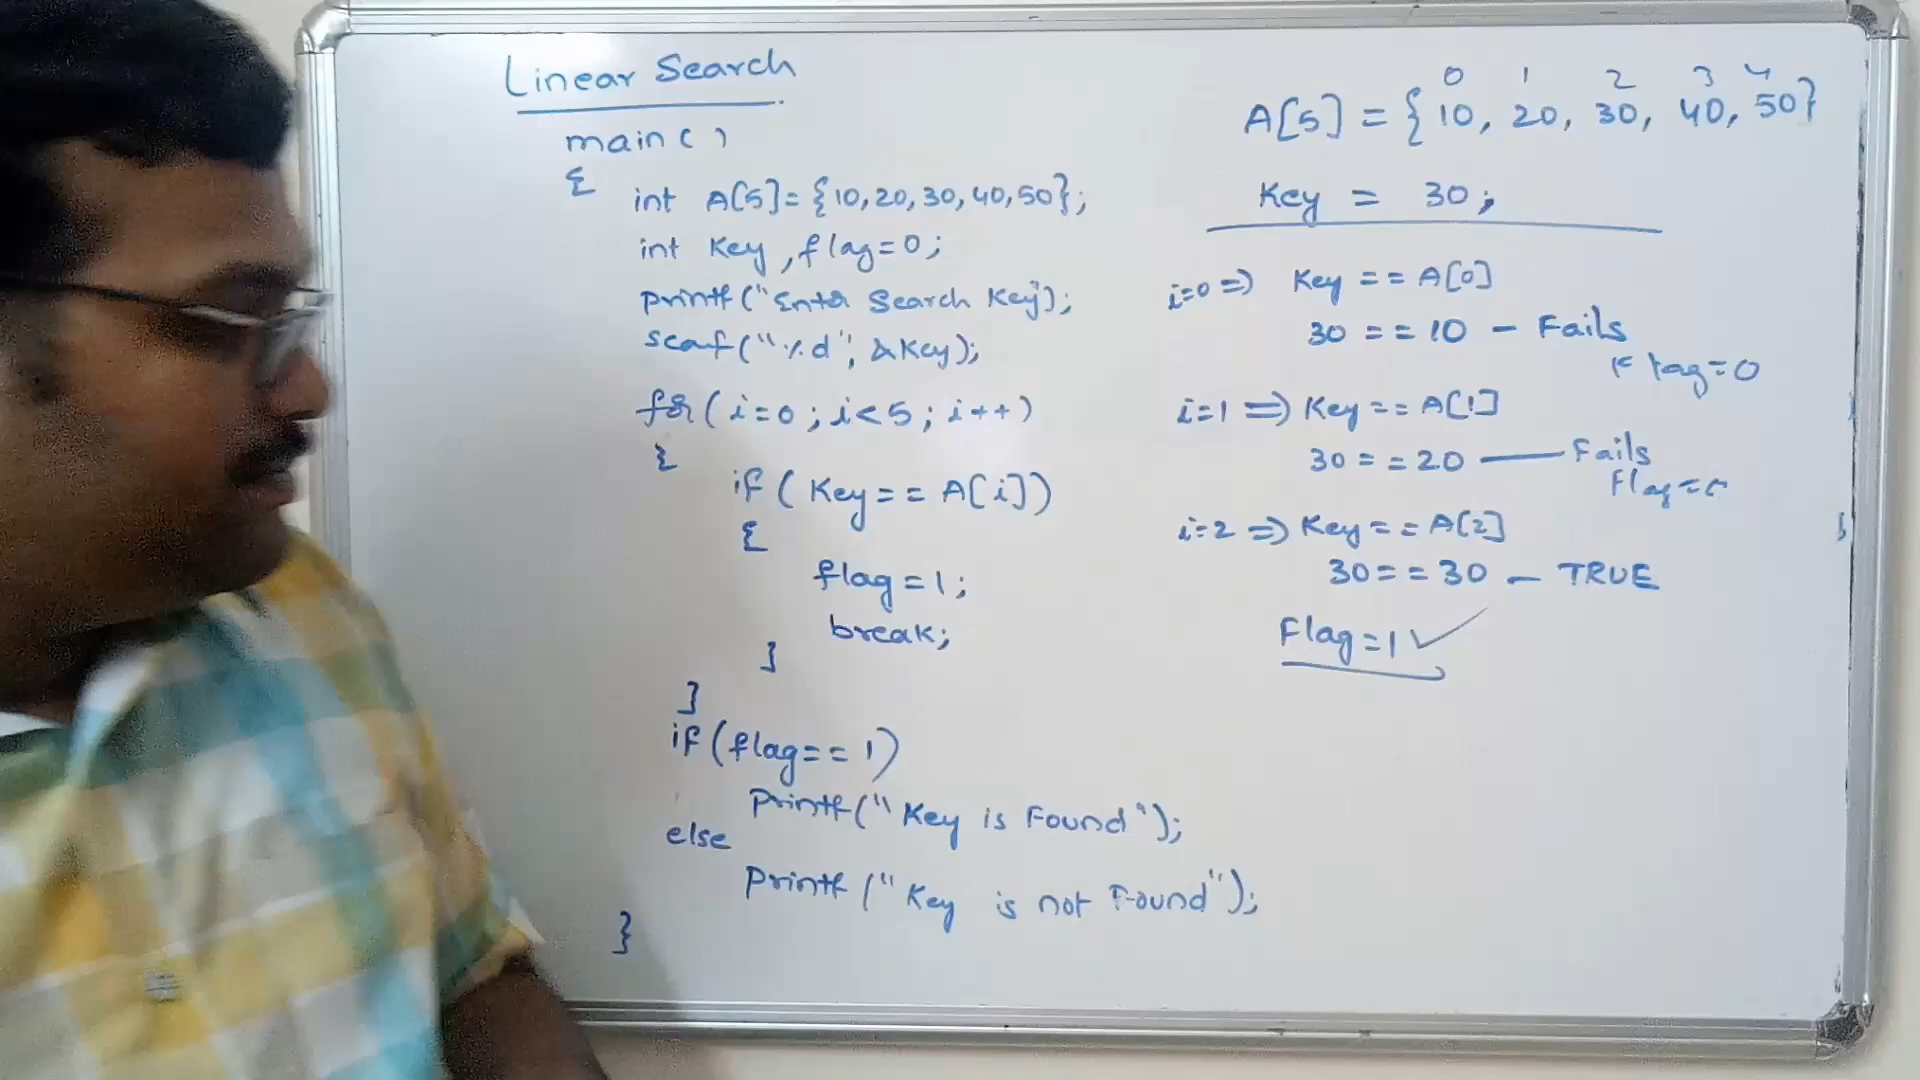 Linear Search
main()
{
int A[5]={10,20,30,40,50};
int Key,flag=0;
printf("Enter Search Key");
scanf("%d", &Key);
for(i=0;i<5;i++)
{
if(Key==A[i])
{
flag=1;
break;
}
}
if(flag==1)
printf("Key is Found");
else
printf("Key is not Found");
}
0 1 2 3 4
A[5] = {10, 20, 30, 40, 50}
Key = 30;
i=0 => Key == A[0]
30 == 10 - Fails
Flag=0
i=1 => Key == A[1]
30 == 20 — Fails
Flag=0
i=2 => Key == A[2]
30 == 30 - TRUE
Flag=1 ✓